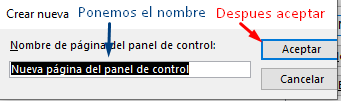 Crear nueva Ponemos el nombre Despues aceptar
Nombre de página del panel de control:
Aceptar
Nueva página del panel de control
Cancelar